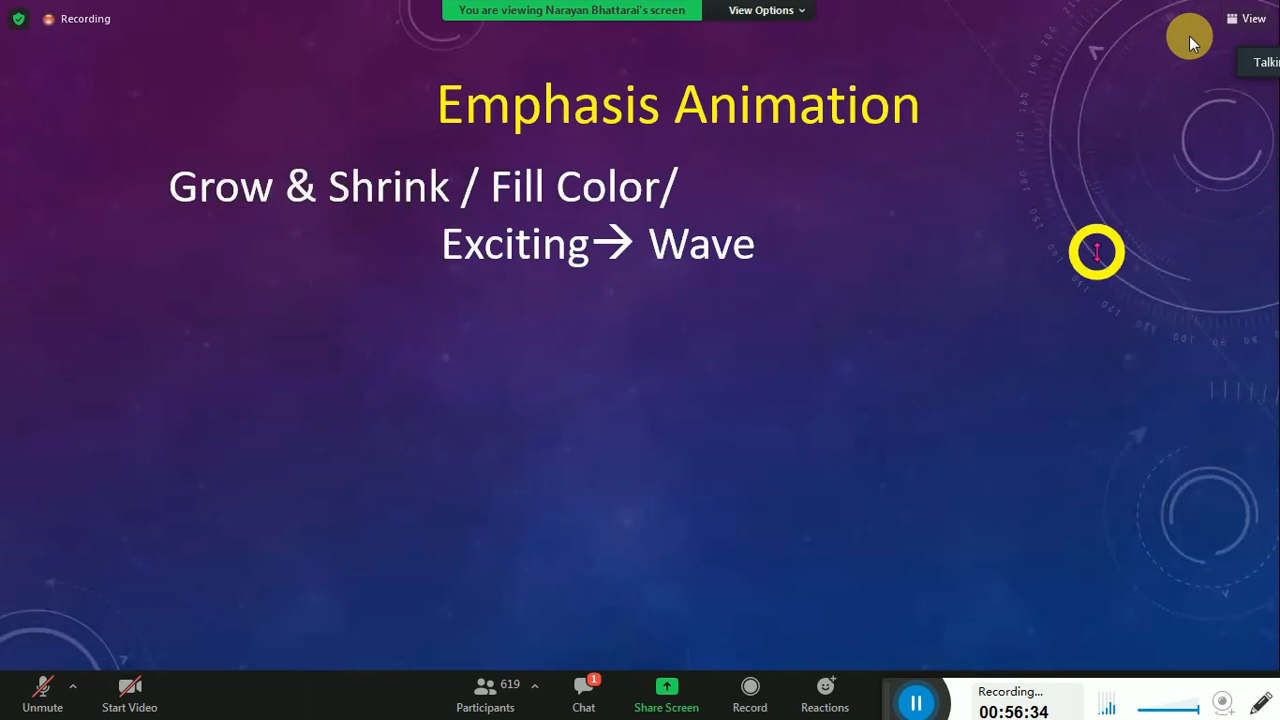 Recording
You are viewing Narayan Bhattarai's screen
View Options
View
Emphasis Animation
Grow & Shrink / Fill Color/
Exciting→ Wave
Unmute
Start Video
619
Participants
1
Chat
Share Screen
Record
Reactions
Recording...
00:56:34